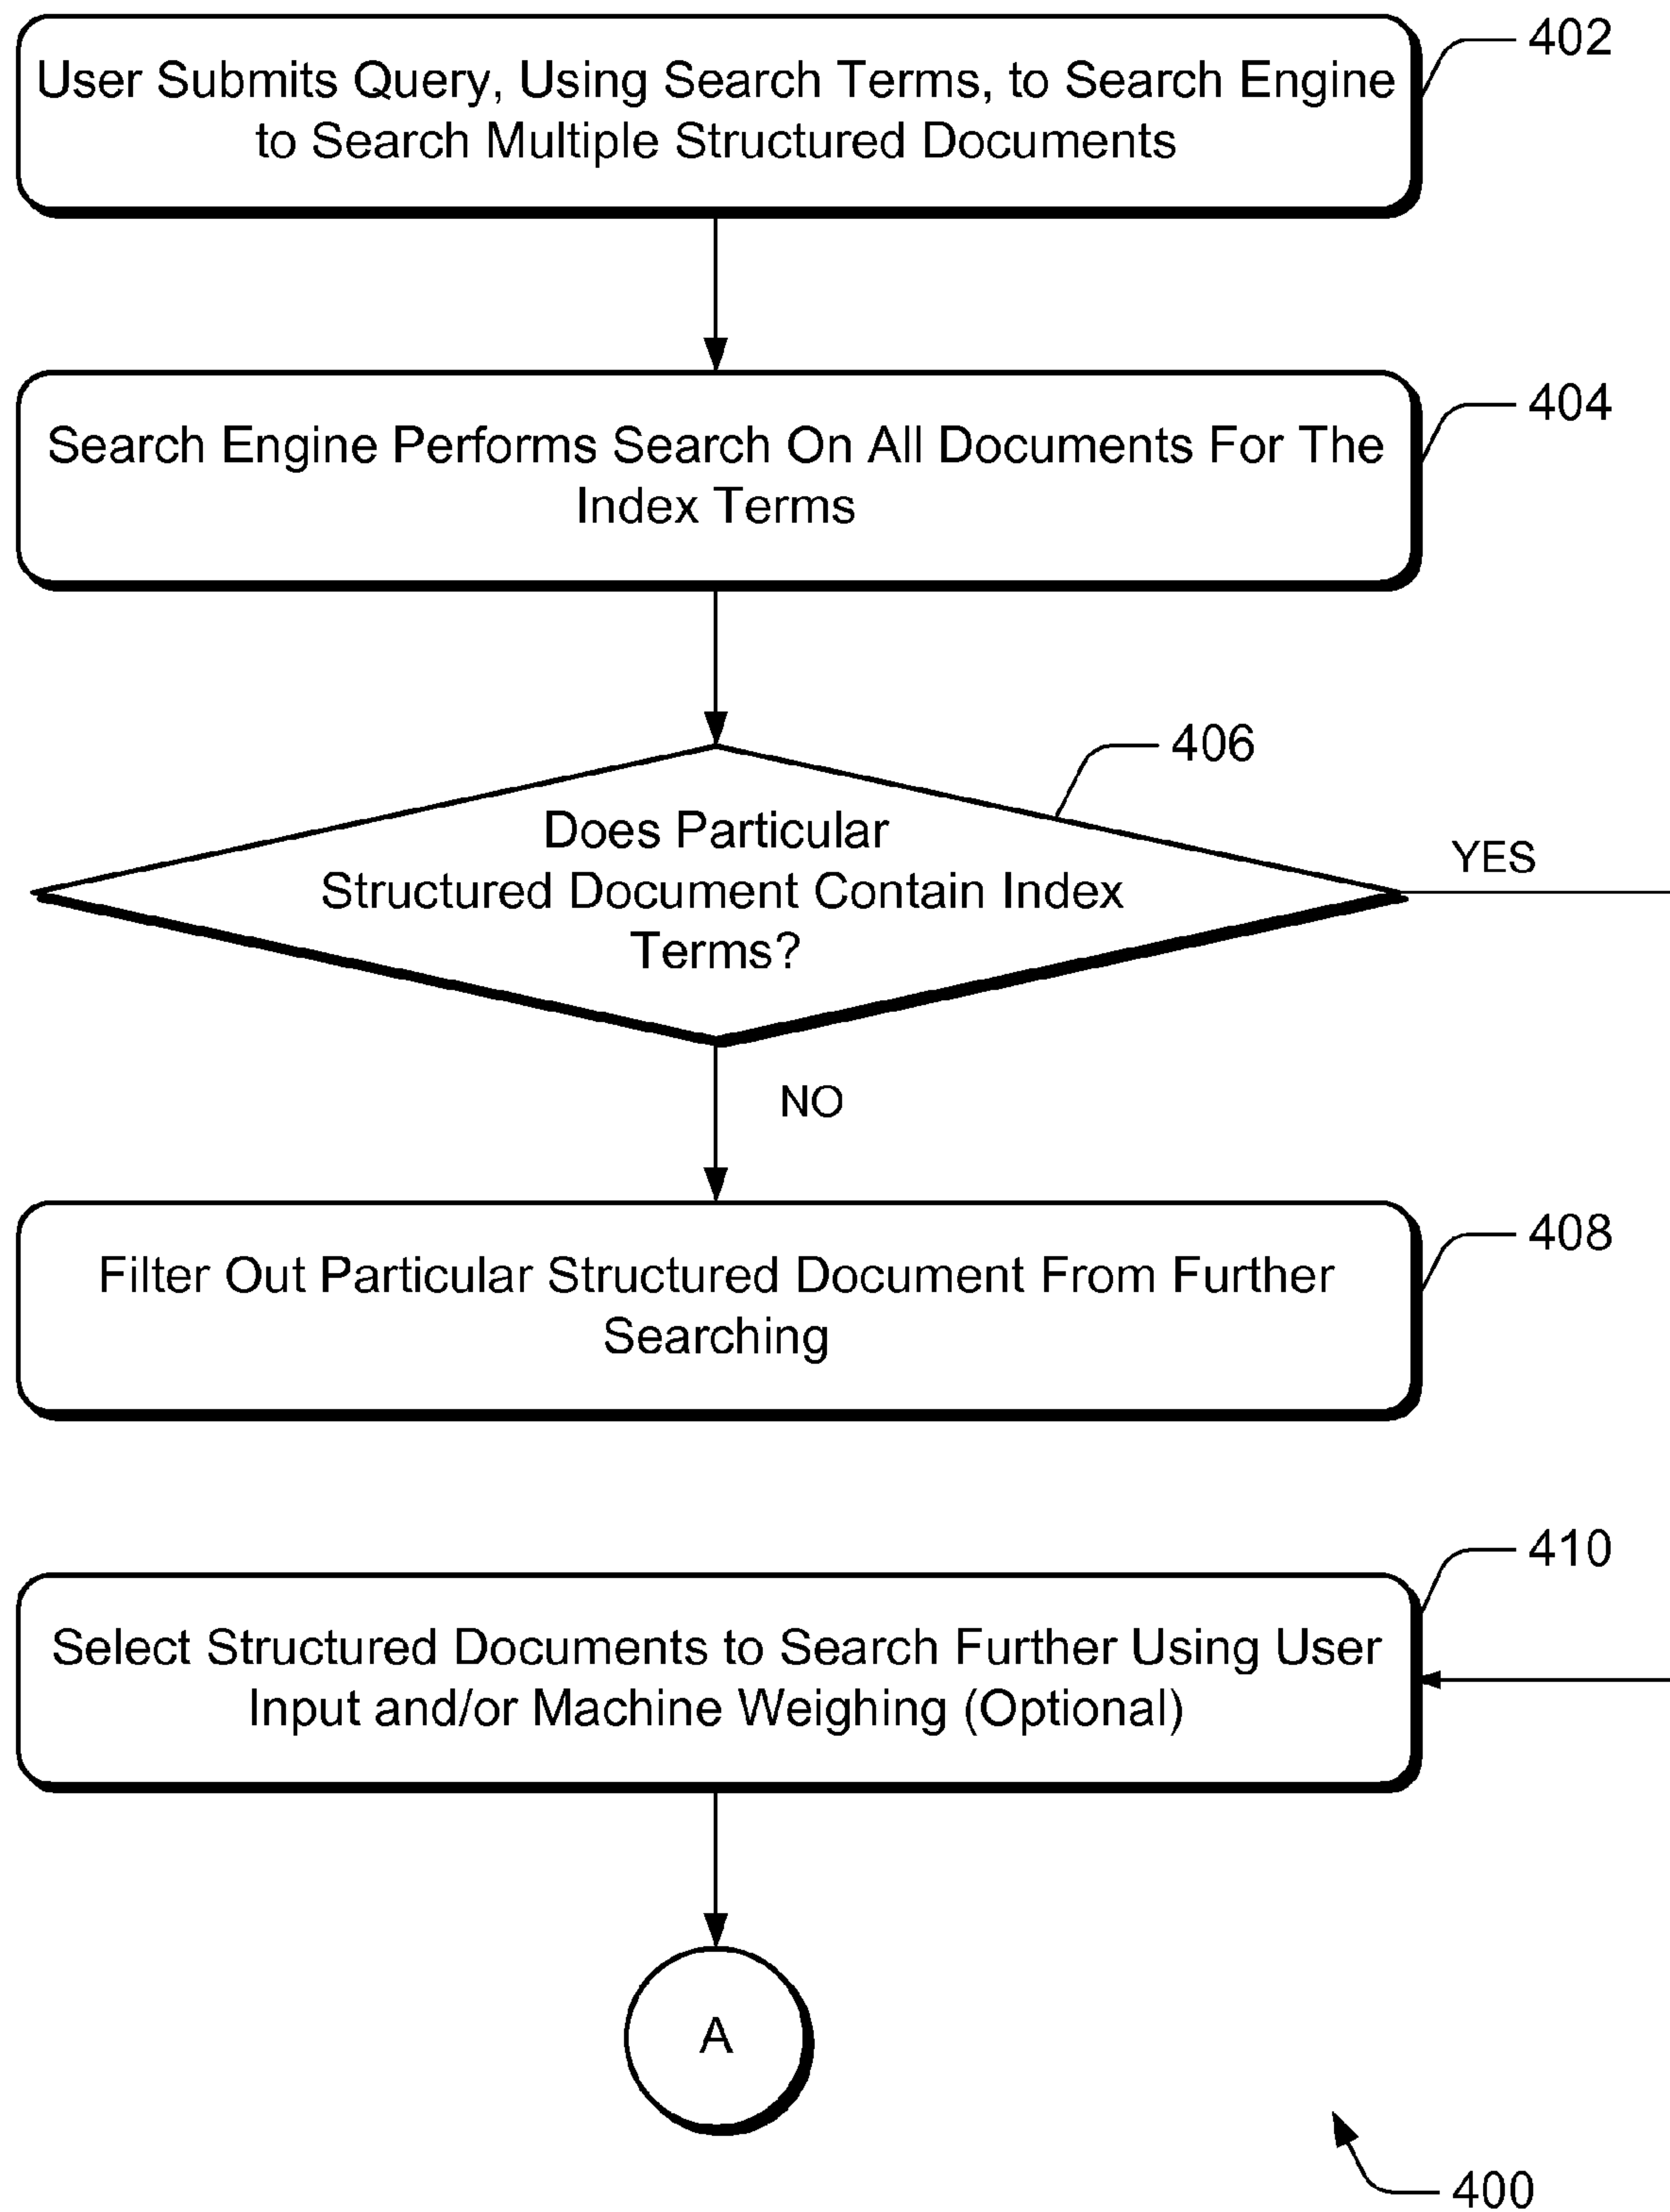 402
User Submits Query, Using Search Terms, to Search Engine
to Search Multiple Structured Documents
404
Search Engine Performs Search On All Documents For The
Index Terms
406
Does Particular
Structured Document Contain Index
Terms?
YES
NO
408
Filter Out Particular Structured Document From Further
Searching
410
Select Structured Documents to Search Further Using User
Input and/or Machine Weighing (Optional)
A
400